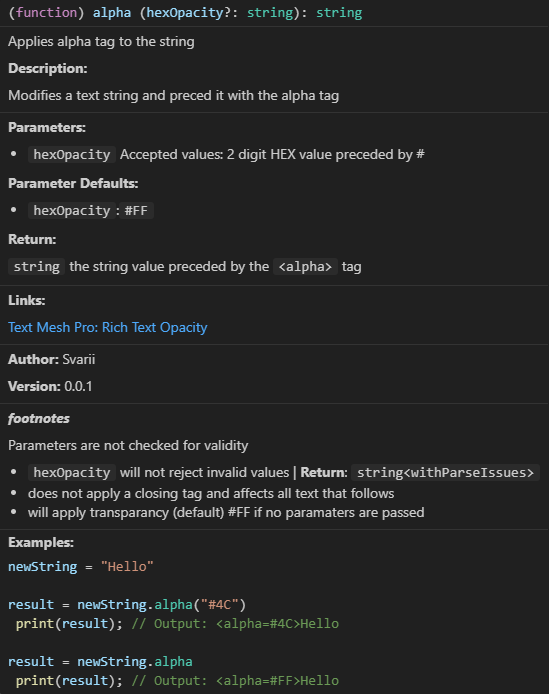 (function) alpha (hexOpacity?: string): string
Applies alpha tag to the string
Description:
Modifies a text string and preced it with the alpha tag
Parameters:
• hexOpacity Accepted values: 2 digit HEX value preceded by #
Parameter Defaults:
• hexOpacity : #FF
Return:
string the string value preceded by the <alpha> tag
Links:
Text Mesh Pro: Rich Text Opacity
Author: Svarii
Version: 0.0.1
footnotes
Parameters are not checked for validity
• hexOpacity will not reject invalid values | Return: string<withParseIssues>
• does not apply a closing tag and affects all text that follows
• will apply transparancy (default) #FF if no paramaters are passed
Examples:
newString = "Hello"
result = newString.alpha("#4C")
print(result); // Output: <alpha=#4C>Hello
result = newString.alpha
print(result); // Output: <alpha=#FF>Hello